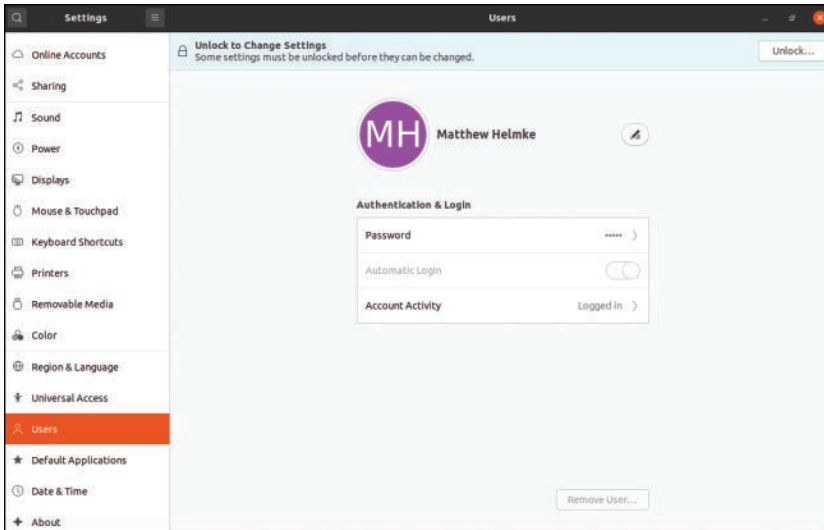 Settings
Users
Unlock to Change Settings
Some settings must be unlocked before they can be changed.
Unlock...
Online Accounts
Sharing
Sound
Power
Displays
Mouse & Touchpad
Keyboard Shortcuts
Printers
Removable Media
Color
Region & Language
Universal Access
Users
Default Applications
Date & Time
About
MH
Matthew Helmke
Authentication & Login
Password
•••••
Automatic Login
Account Activity
Logged in
Remove User...